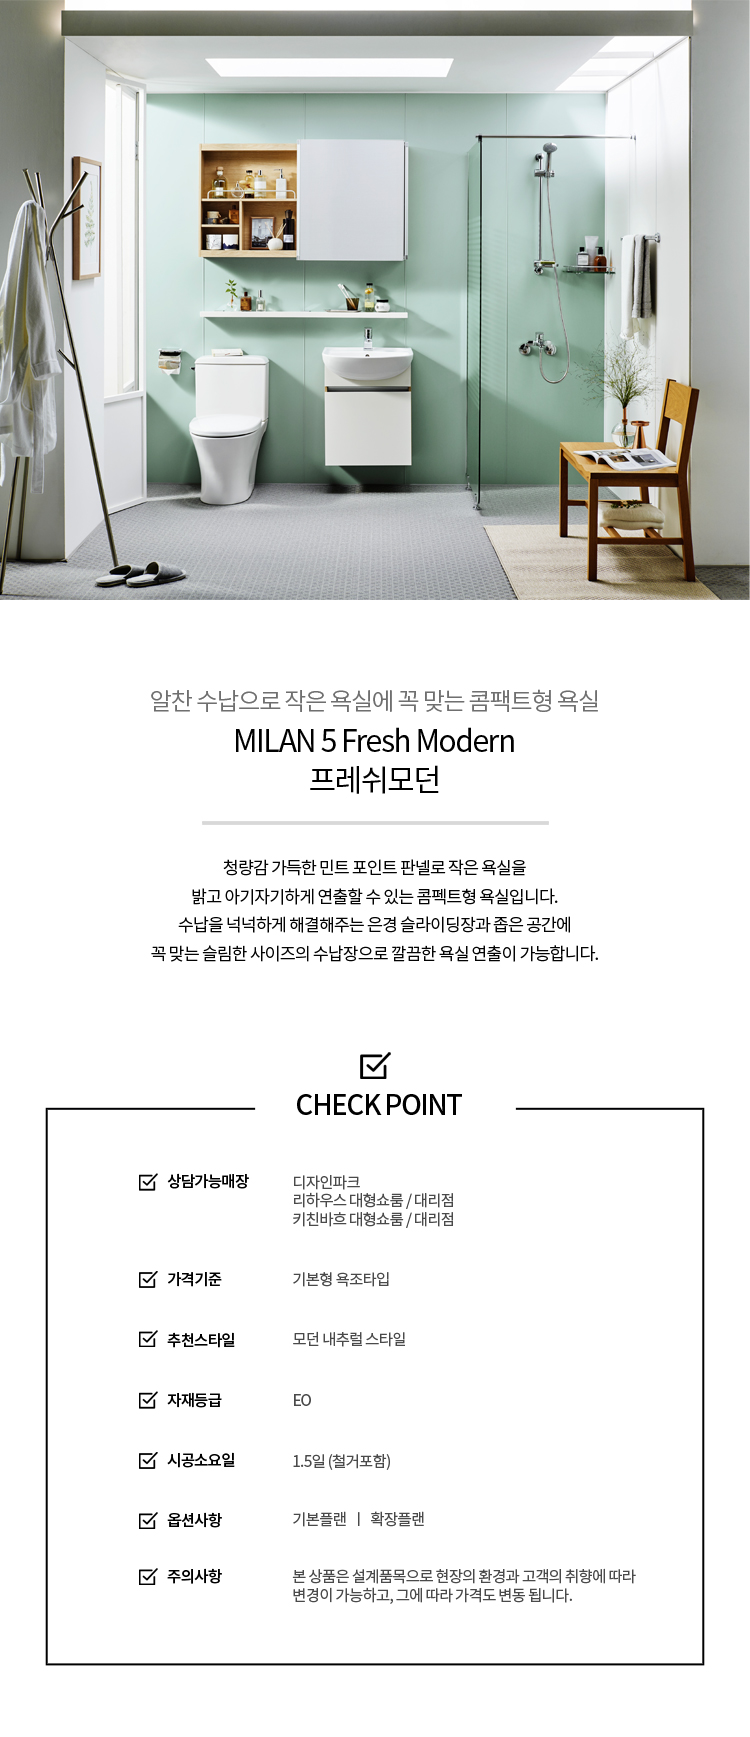 알찬 수납으로 작은 욕실에 꼭 맞는 콤팩트형 욕실
MILAN 5 Fresh Modern
프레쉬모던
청량감 가득한 민트 포인트 판넬로 작은 욕실을
밝고 아기자기하게 연출할 수 있는 콤펙트형 욕실입니다.
수납을 넉넉하게 해결해주는 은경 슬라이딩장과 좁은 공간에
꼭 맞는 슬림한 사이즈의 수납장으로 깔끔한 욕실 연출이 가능합니다.
CHECK POINT
상담가능매장 디자인파크
리하우스 대형쇼룸 / 대리점
키친바흐 대형쇼룸 / 대리점
가격기준 기본형 욕조타입
추천스타일 모던 내추럴 스타일
자재등급 EO
시공소요일 1.5일 (철거포함)
옵션사항 기본플랜 ㅣ 확장플랜
주의사항 본 상품은 설계품목으로 현장의 환경과 고객의 취향에 따라
변경이 가능하고, 그에 따라 가격도 변동 됩니다.